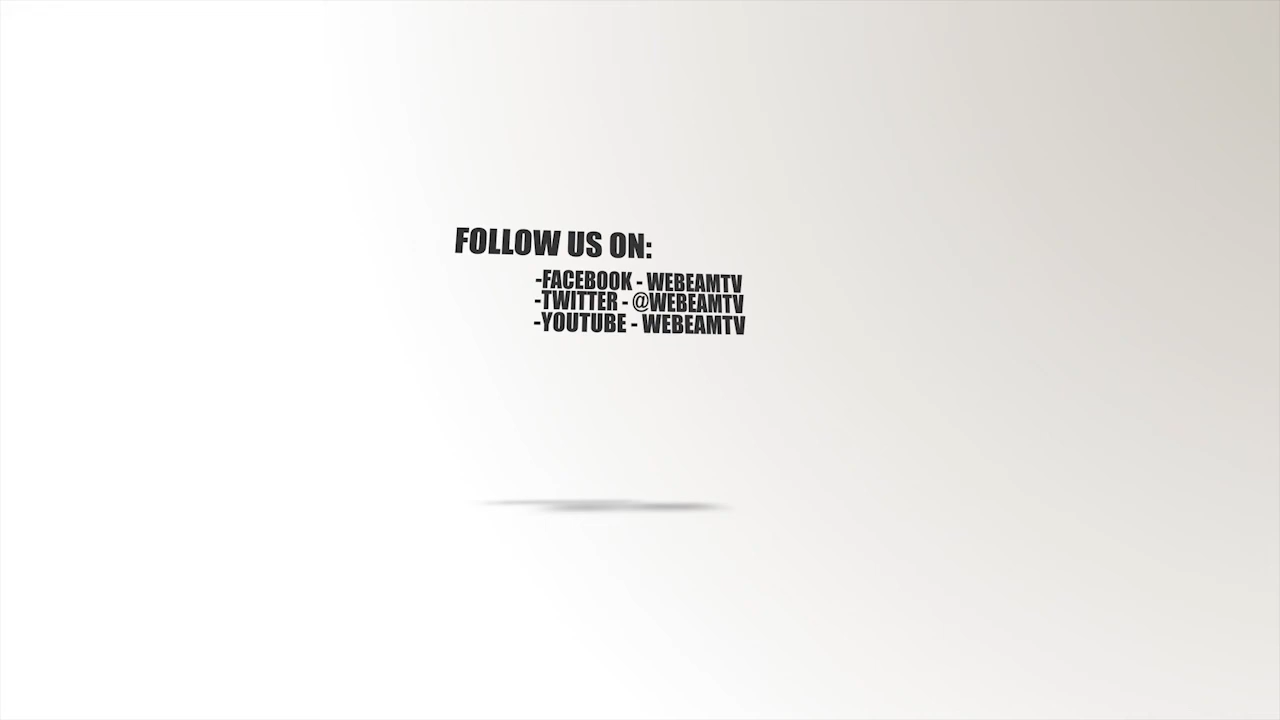 FOLLOW US ON:
-FACEBOOK - WEBEAMTV
-TWITTER - @WEBEAMTV
-YOUTUBE - WEBEAMTV